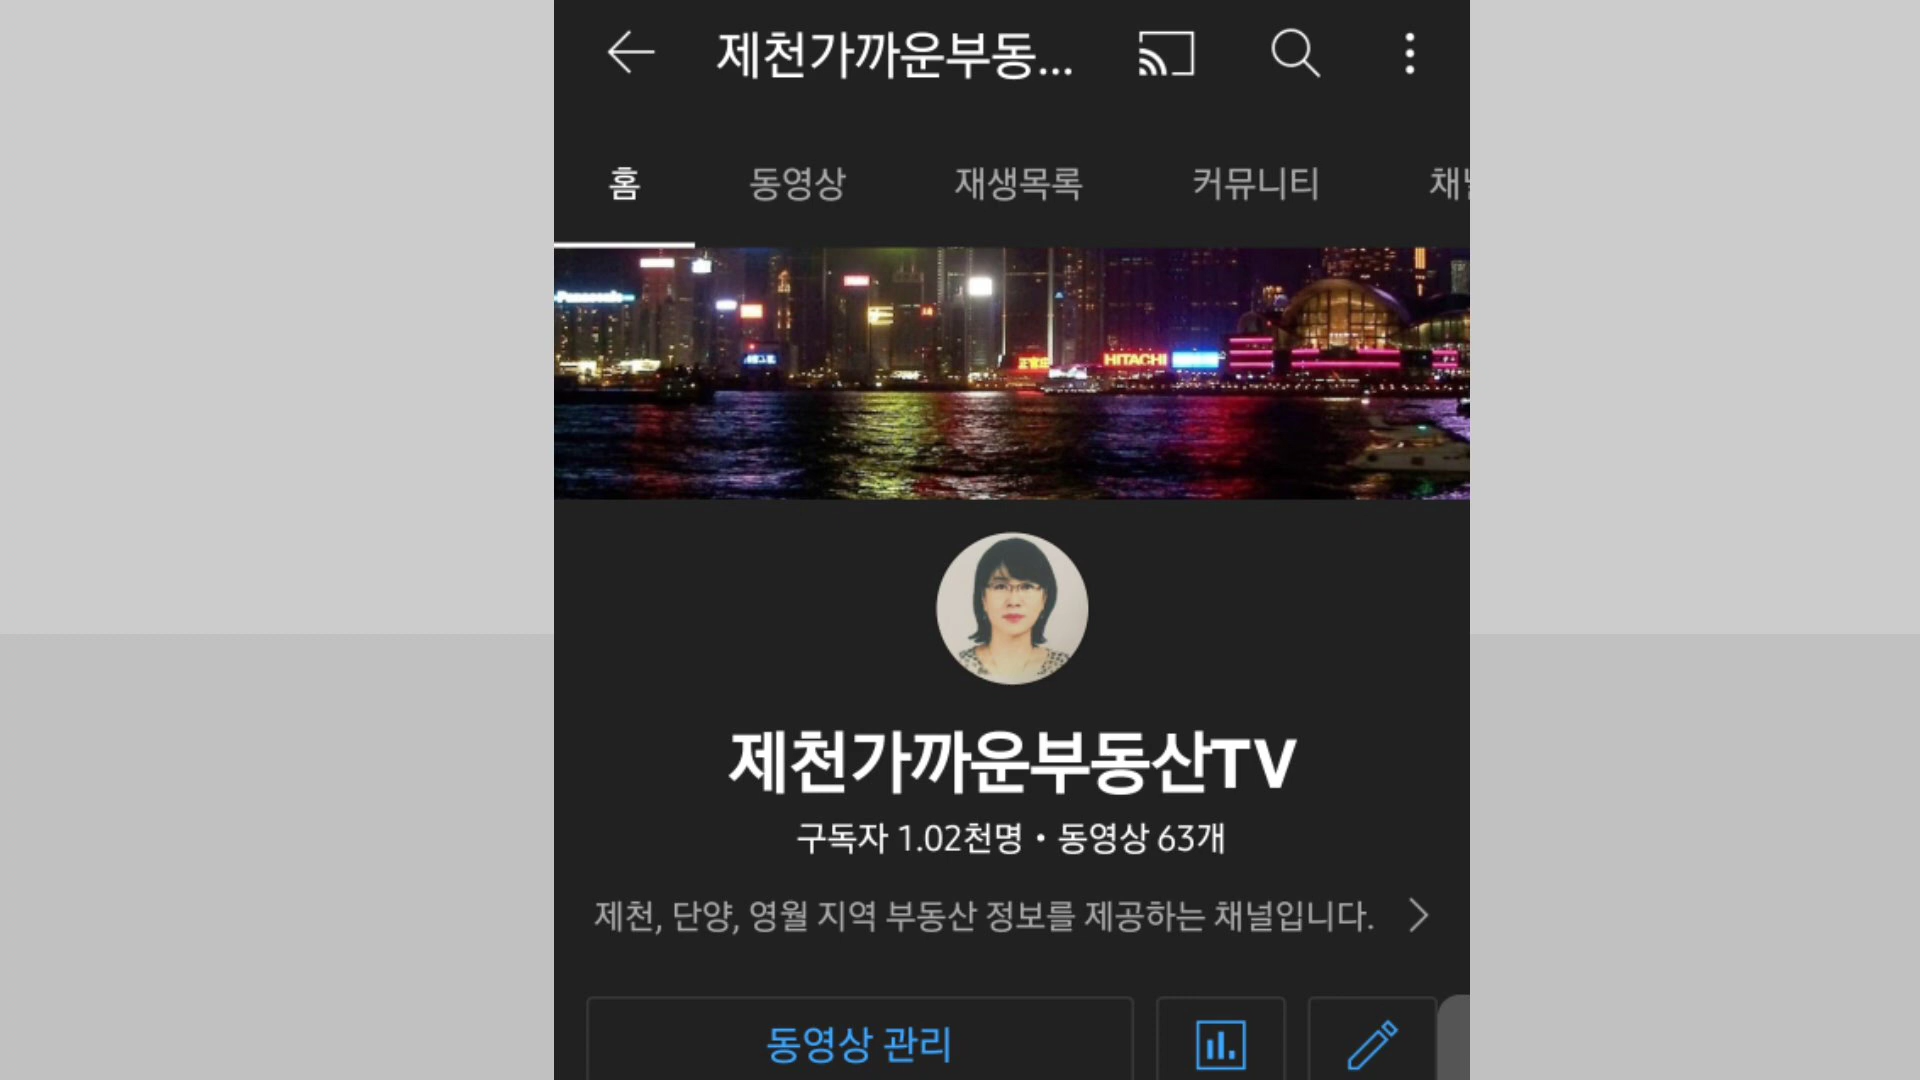 제천가까운부동...
홈 동영상 재생목록 커뮤니티
Panasonic
HITACHI
제천가까운부동산TV
구독자 1.02천명 • 동영상 63개
제천, 단양, 영월 지역 부동산 정보를 제공하는 채널입니다.
동영상 관리